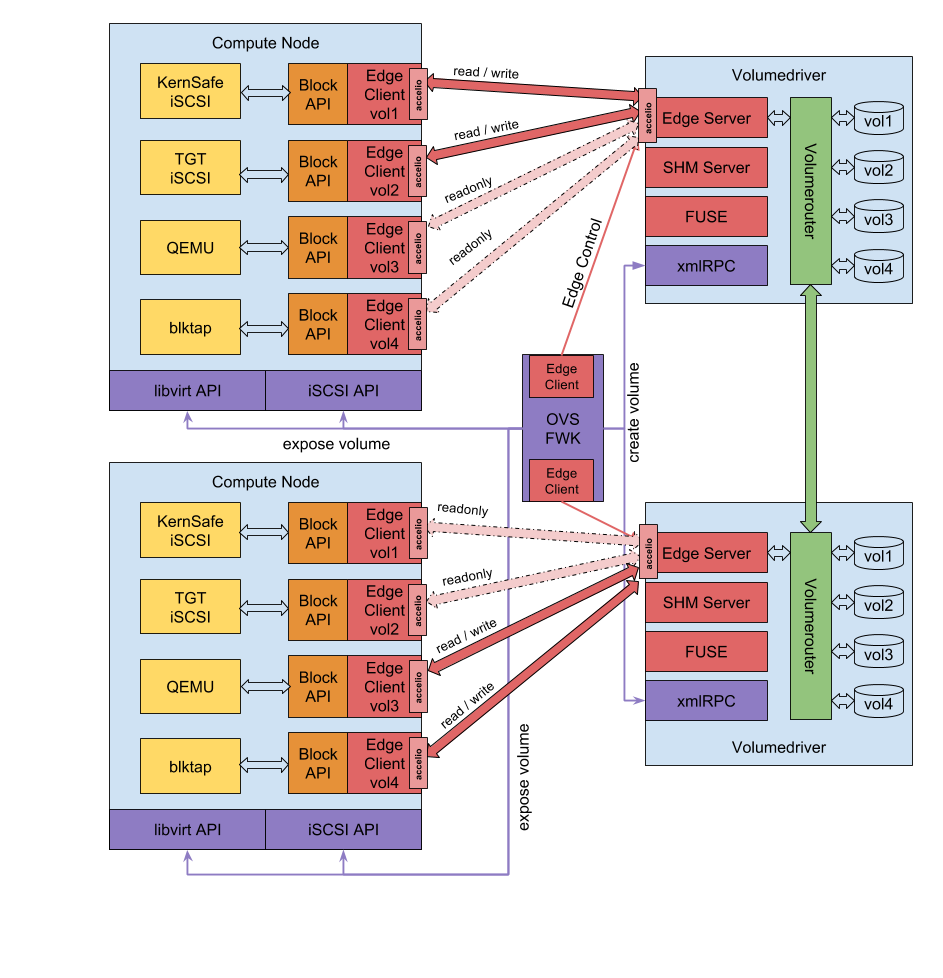 Compute Node
KernSafe
iSCSI
Block
API
Edge
Client
vol1
accelio
TGT
iSCSI
Block
API
Edge
Client
vol2
accelio
QEMU
Block
API
Edge
Client
vol3
accelio
blktap
Block
API
Edge
Client
vol4
accelio
libvirt API
iSCSI API
read / write
read / write
readonly
readonly
Edge Control
Volumedriver
accelio
Edge Server
SHM Server
FUSE
xmlRPC
Volumerouter
vol1
vol2
vol3
vol4
Edge
Client
OVS
FWK
Edge
Client
create volume
expose volume
Compute Node
KernSafe
iSCSI
Block
API
Edge
Client
vol1
accelio
TGT
iSCSI
Block
API
Edge
Client
vol2
accelio
QEMU
Block
API
Edge
Client
vol3
accelio
blktap
Block
API
Edge
Client
vol4
accelio
libvirt API
iSCSI API
readonly
readonly
read / write
read / write
expose volume
accelio
Edge Server
SHM Server
FUSE
xmlRPC
Volumerouter
vol1
vol2
vol3
vol4
Volumedriver